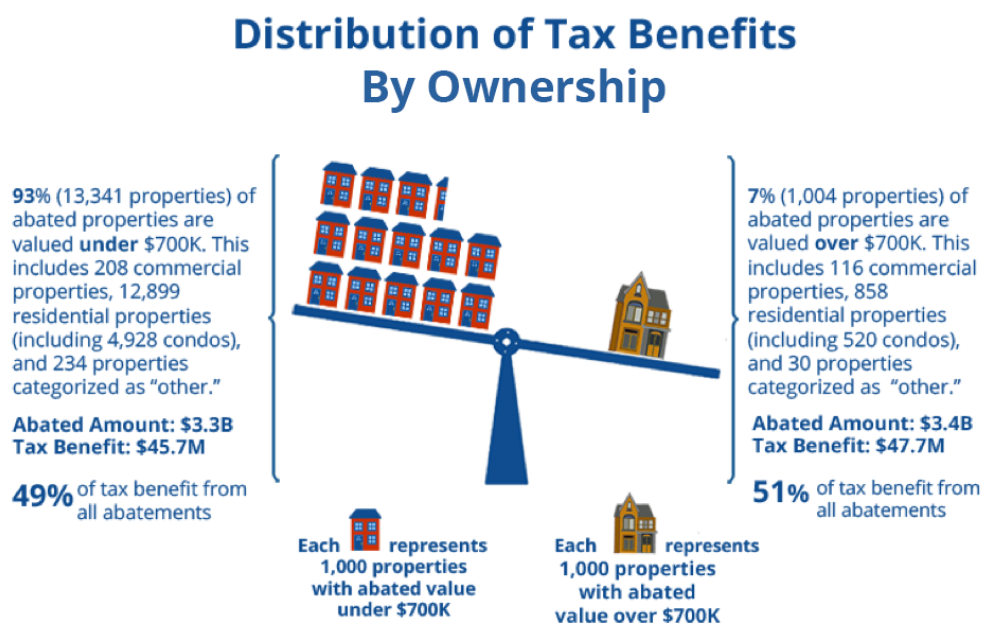 Distribution of Tax Benefits
By Ownership
93% (13,341 properties) of
abated properties are
valued under $700K. This
includes 208 commercial
properties, 12,899
residential properties
(including 4,928 condos),
and 234 properties
categorized as “other.”
Abated Amount: $3.3B
Tax Benefit: $45.7M
49% of tax benefit from
all abatements
7% (1,004 properties) of
abated properties are
valued over $700K. This
includes 116 commercial
properties, 858
residential properties
(including 520 condos),
and 30 properties
categorized as “other.”
Abated Amount: $3.4B
Tax Benefit: $47.7M
51% of tax benefit from
all abatements
Each represents
1,000 properties
with abated value
under $700K
Each represents
1,000 properties
with abated
value over $700K